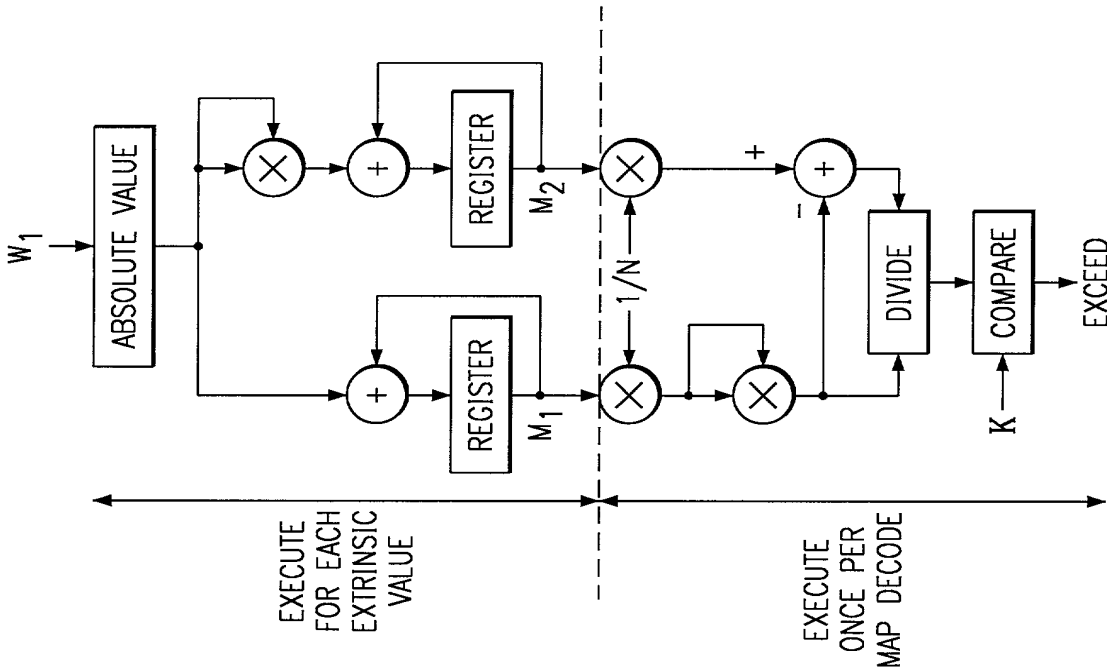 W1
ABSOLUTE VALUE
×
+
+
REGISTER
REGISTER
M1
M2
EXECUTE
FOR EACH
EXTRINSIC
VALUE
×
1/N
×
×
+
-
+
DIVIDE
K
COMPARE
EXCEED
EXECUTE
ONCE PER
MAP DECODE